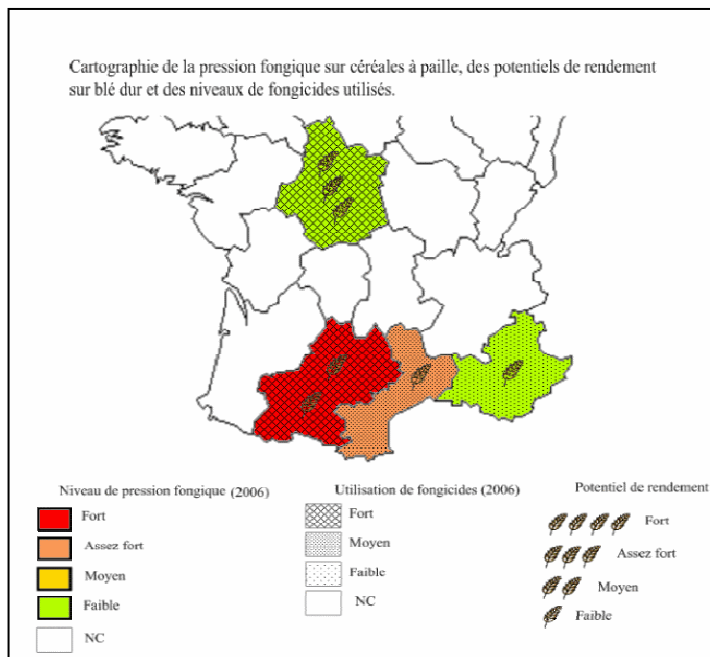 Cartographie de la pression fongique sur céréales à paille, des potentiels de rendement
sur blé dur et des niveaux de fongicides utilisés.
Niveau de pression fongique (2006)
Fort
Assez fort
Moyen
Faible
NC
Utilisation de fongicides (2006)
Fort
Moyen
Faible
NC
Potentiel de rendement
Fort
Assez fort
Moyen
Faible